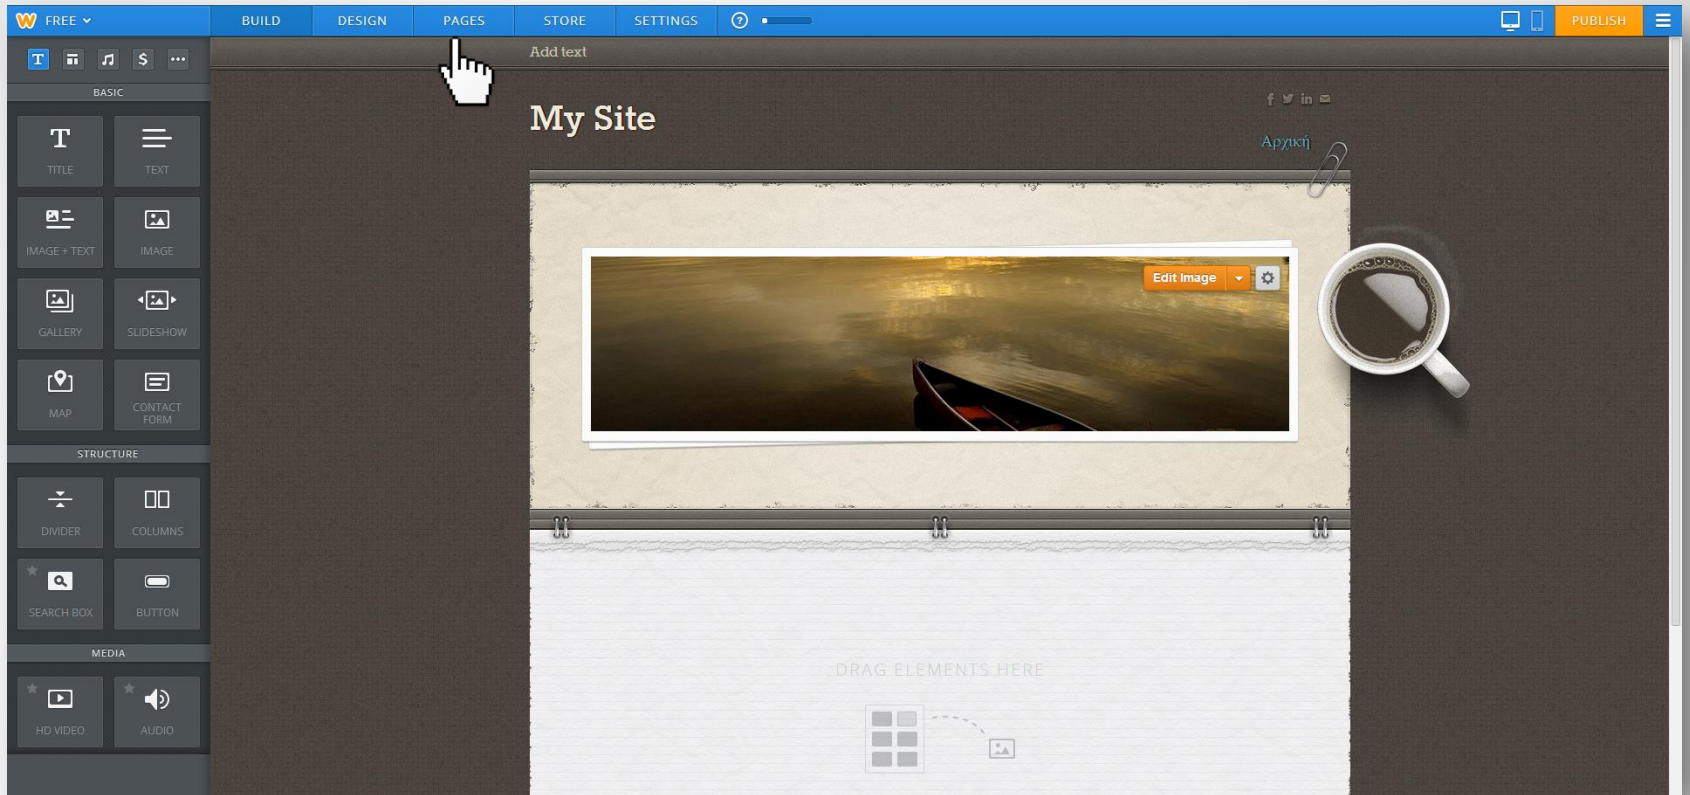 FREE
BUILD
DESIGN
PAGES
STORE
SETTINGS
?
PUBLISH
T
$
BASIC
T
TITLE
TEXT
IMAGE + TEXT
IMAGE
GALLERY
SLIDESHOW
MAP
CONTACT
FORM
STRUCTURE
DIVIDER
COLUMNS
SEARCH BOX
BUTTON
MEDIA
HD VIDEO
AUDIO
Add text
My Site
Αρχική
Edit Image
DRAG ELEMENTS HERE